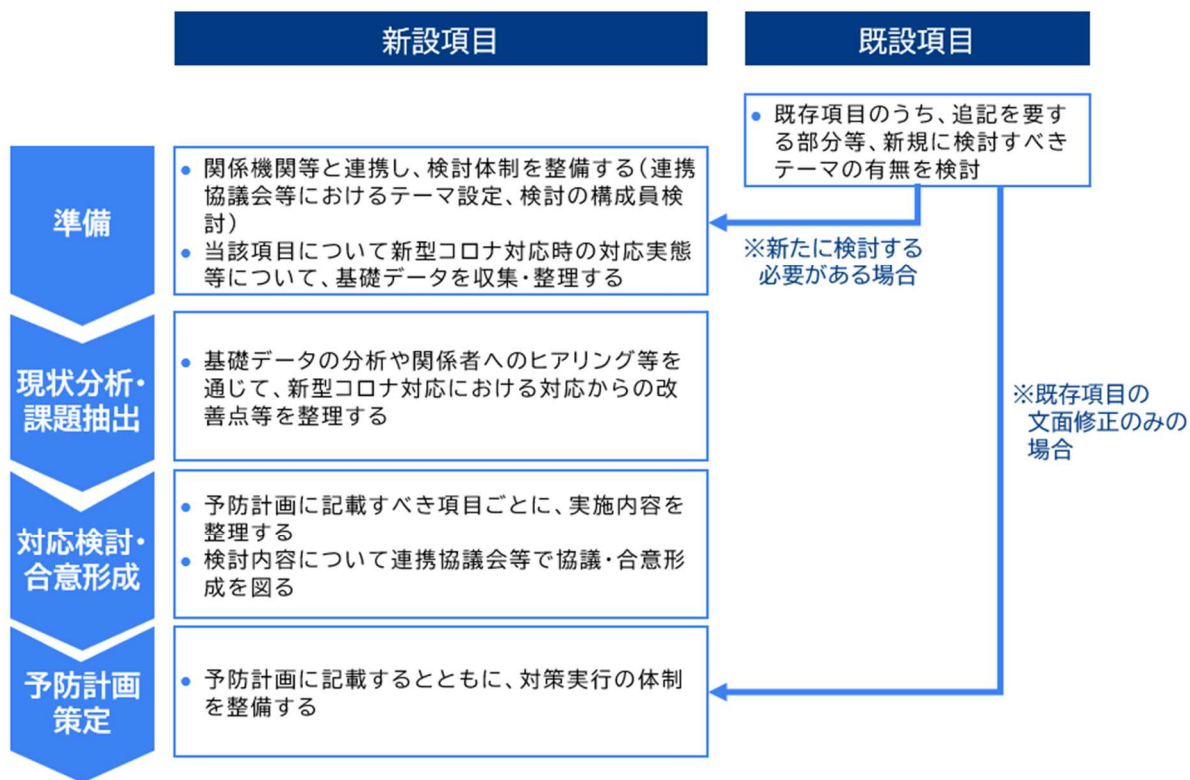 新設項目
既設項目
● 既存項目のうち、追記を要す
る部分等、新規に検討すべき
テーマの有無を検討
準備
● 関係機関等と連携し、検討体制を整備する(連携
協議会等におけるテーマ設定、検討の構成員検
討)
● 当該項目について新型コロナ対応時の対応実態
等について、基礎データを収集・整理する
※新たに検討する
必要がある場合
現状分析・
課題抽出
● 基礎データの分析や関係者へのヒアリング等を
通じて、新型コロナ対応における対応からの改
善点等を整理する
※既存項目の
文面修正のみの
場合
対応検討・
合意形成
● 予防計画に記載すべき項目ごとに、実施内容を
整理する
● 検討内容について連携協議会等で協議・合意形
成を図る
予防計画
策定
● 予防計画に記載するとともに、対策実行の体制
を整備する